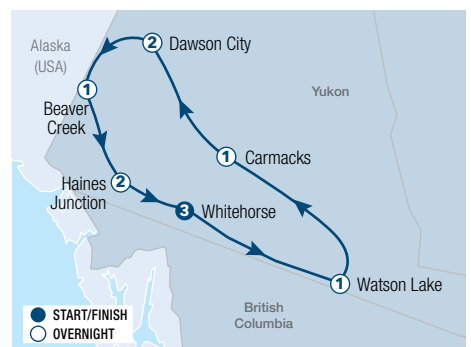 Alaska
(USA)
2 Dawson City
Yukon
1
Beaver
Creek
1 Carmacks
Haines
Junction
2
3 Whitehorse
1 Watson Lake
British
Columbia
START/FINISH
OVERNIGHT